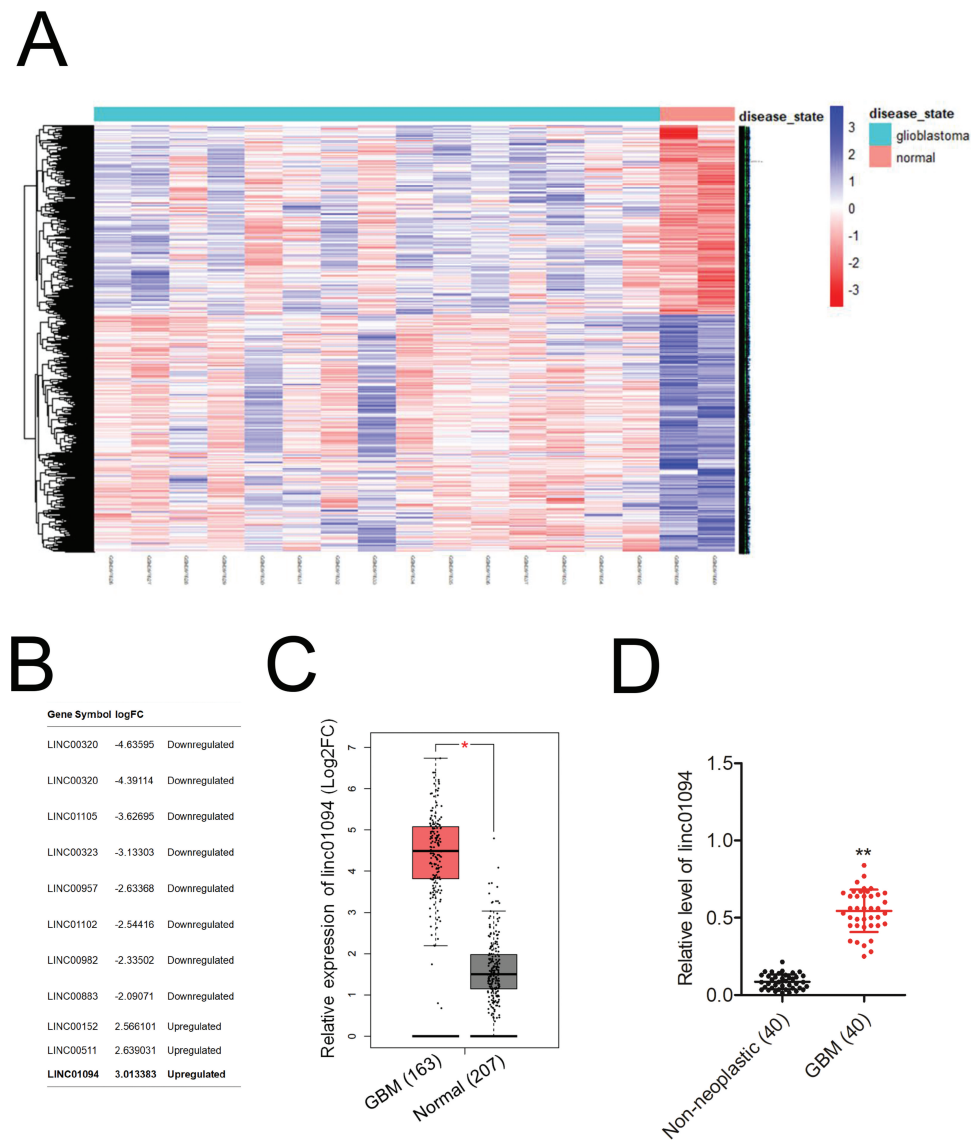 A
disease_state
3
2
1
0
-1
-2
-3
disease_state
glioblastoma
normal
B
Gene Symbol logFC
LINC00320 -4.63595 Downregulated
LINC00320 -4.39114 Downregulated
LINC01105 -3.62695 Downregulated
LINC00323 -3.13303 Downregulated
LINC00957 -2.63368 Downregulated
LINC01102 -2.54416 Downregulated
LINC00982 -2.33502 Downregulated
LINC00883 -2.09071 Downregulated
LINC00152 2.566101 Upregulated
LINC00511 2.639031 Upregulated
LINC01094 3.013383 Upregulated
C
Relative expression of linc01094 (Log2FC)
7
6
5
4
3
2
1
0
*
GBM (163)
Normal (207)
D
Relative level of linc01094
1.5
1.0
0.5
0.0
**
Non-neoplastic (40)
GBM (40)